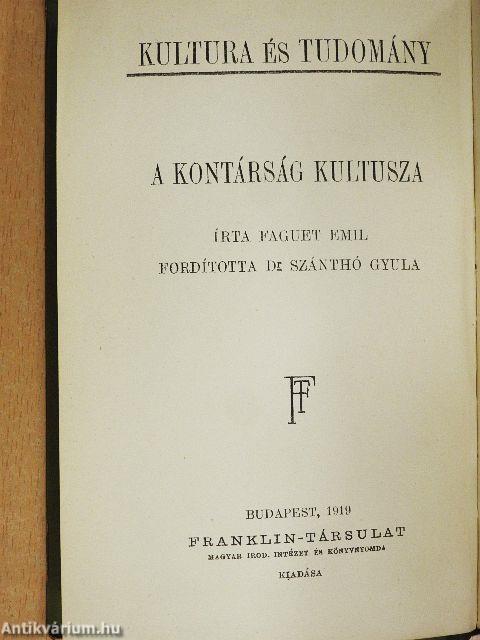 KULTURA ÉS TUDOMÁNY
A KONTÁRSÁG KULTUSZA
ÍRTA FAGUET EMIL
FORDÍTOTTA Dr SZÁNTHÓ GYULA
FT
BUDAPEST, 1919
FRANKLIN-TÁRSULAT
MAGYAR IROD. INTÉZET ÉS KÖNYVNYOMDA
KIADÁSA
Antikvárium.hu